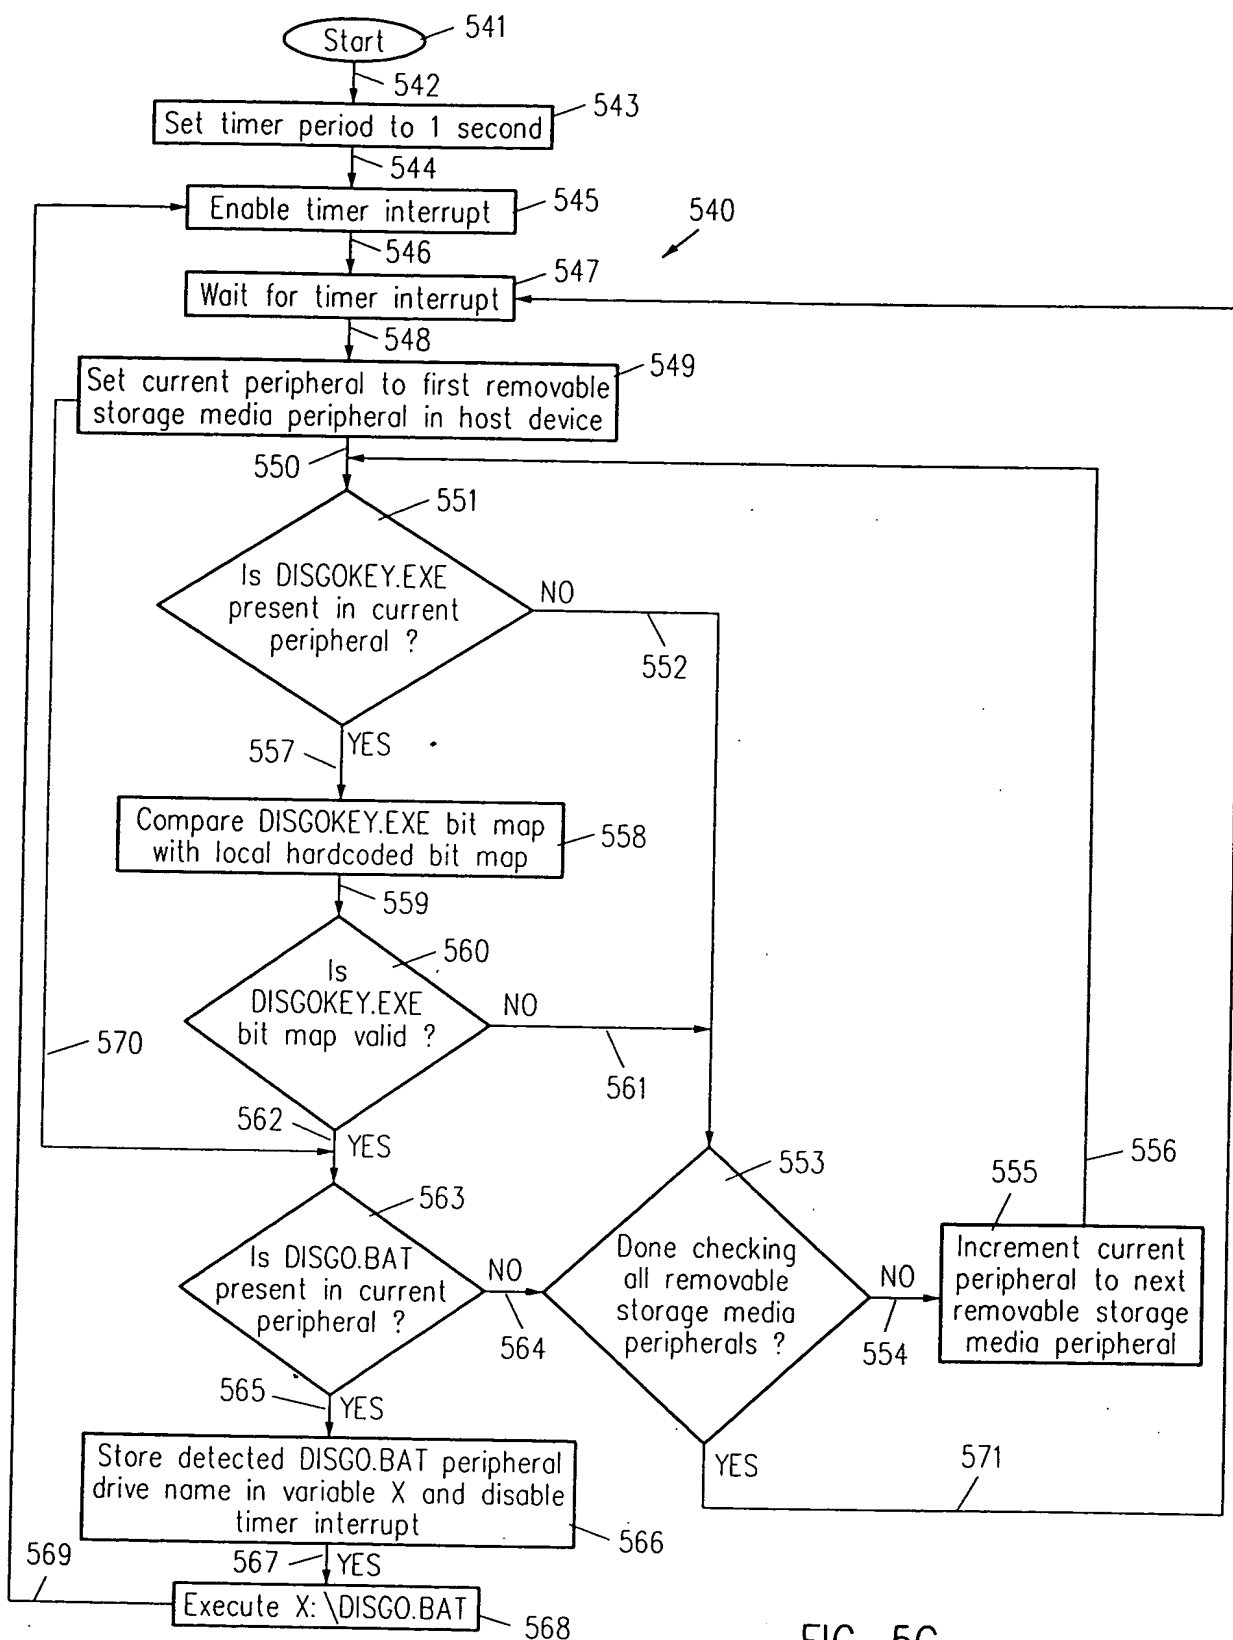 Start
541
542
Set timer period to 1 second
543
544
Enable timer interrupt
545
540
546
Wait for timer interrupt
547
548
Set current peripheral to first removable
storage media peripheral in host device
549
550
551
Is DISGOKEY.EXE
present in current
peripheral ?
NO
552
557
YES
Compare DISGOKEY.EXE bit map
with local hardcoded bit map
558
559
560
Is
DISGOKEY.EXE
bit map valid ?
NO
561
570
562
YES
553
556
555
563
Is DISGO.BAT
present in current
peripheral ?
NO
564
Done checking
all removable
storage media
peripherals ?
NO
554
Increment current
peripheral to next
removable storage
media peripheral
565
YES
YES
571
Store detected DISGO.BAT peripheral
drive name in variable X and disable
timer interrupt
566
567
YES
569
Execute X: \DISGO.BAT
568